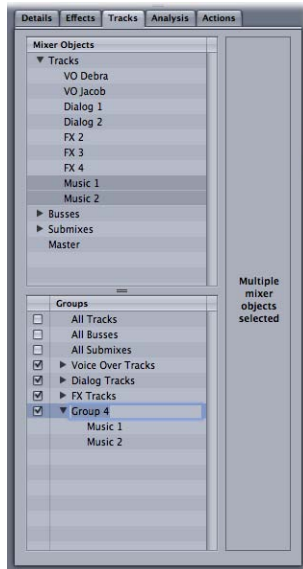 Details Effects Tracks Analysis Actions
Mixer Objects
Tracks
VO Debra
VO Jacob
Dialog 1
Dialog 2
FX 2
FX 3
FX 4
Music 1
Music 2
Busses
Submixes
Master
Groups
All Tracks
All Busses
All Submixes
Voice Over Tracks
Dialog Tracks
FX Tracks
Group 4
Music 1
Music 2
Multiple
mixer
objects
selected